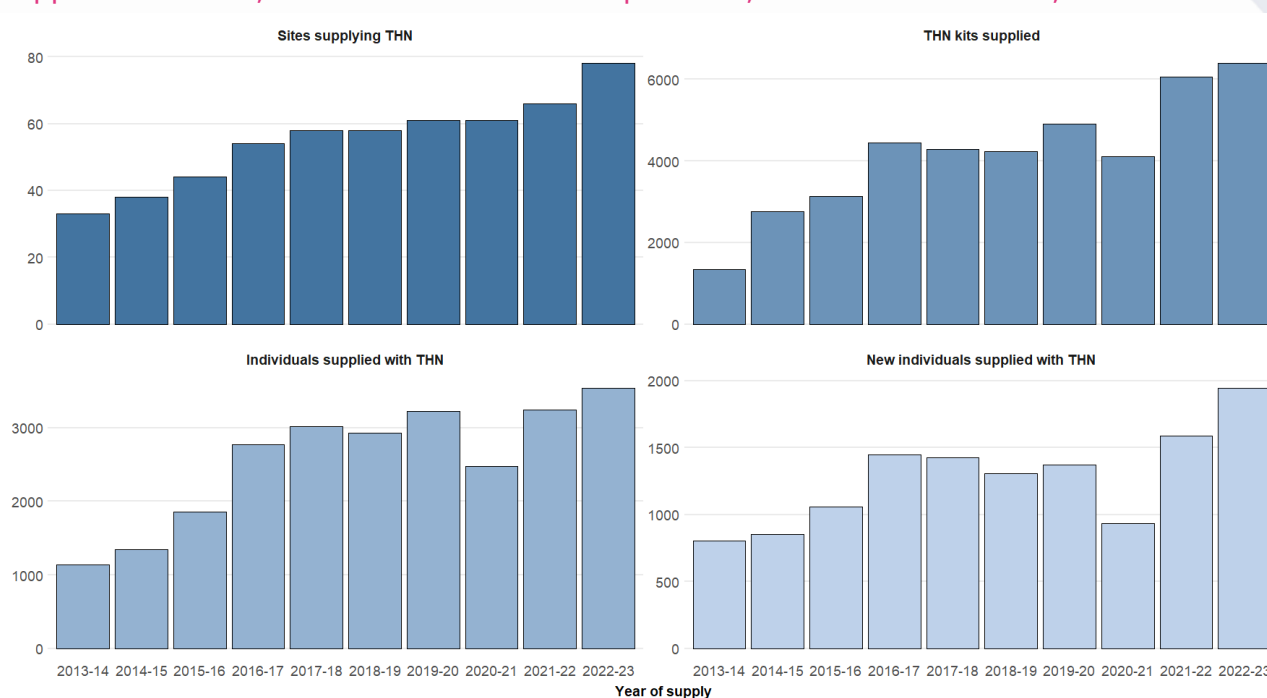 Sites supplying THN
80
60
40
20
0
THN kits supplied
6000
4000
2000
0
Individuals supplied with THN
3000
2000
1000
0
2013-14 2014-15 2015-16 2016-17 2017-18 2018-19 2019-20 2020-21 2021-22 2022-23
New individuals supplied with THN
2000
1500
1000
500
0
2013-14 2014-15 2015-16 2016-17 2017-18 2018-19 2019-20 2020-21 2021-22 2022-23
Year of supply